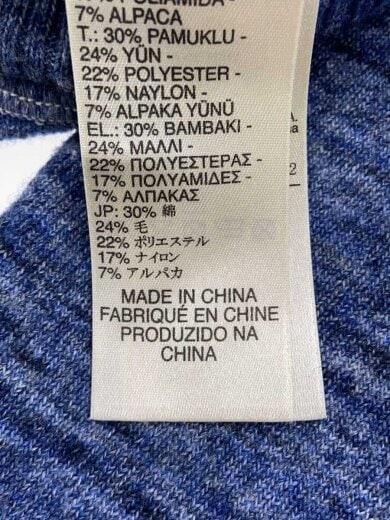 7% ALPACA
T.: 30% PAMUKLU -
24% YÜN -
22% POLYESTER -
17% NAYLON -
7% ALPAKA YÜNÜ
EL.: 30% ΒΑΜΒΑΚΙ -
24% ΜΑΛΛΙ -
22% ΠΟΛΥΕΣΤΕΡΑΣ -
17% ΠΟΛΥΑΜΙΔΕΣ -
7% ΑΛΠΑΚΑΣ
JP: 30% 綿
24% 毛
22% ポリエステル
17% ナイロン
7% アルパカ
MADE IN CHINA
FABRIQUÉ EN CHINE
PRODUZIDO NA
CHINA